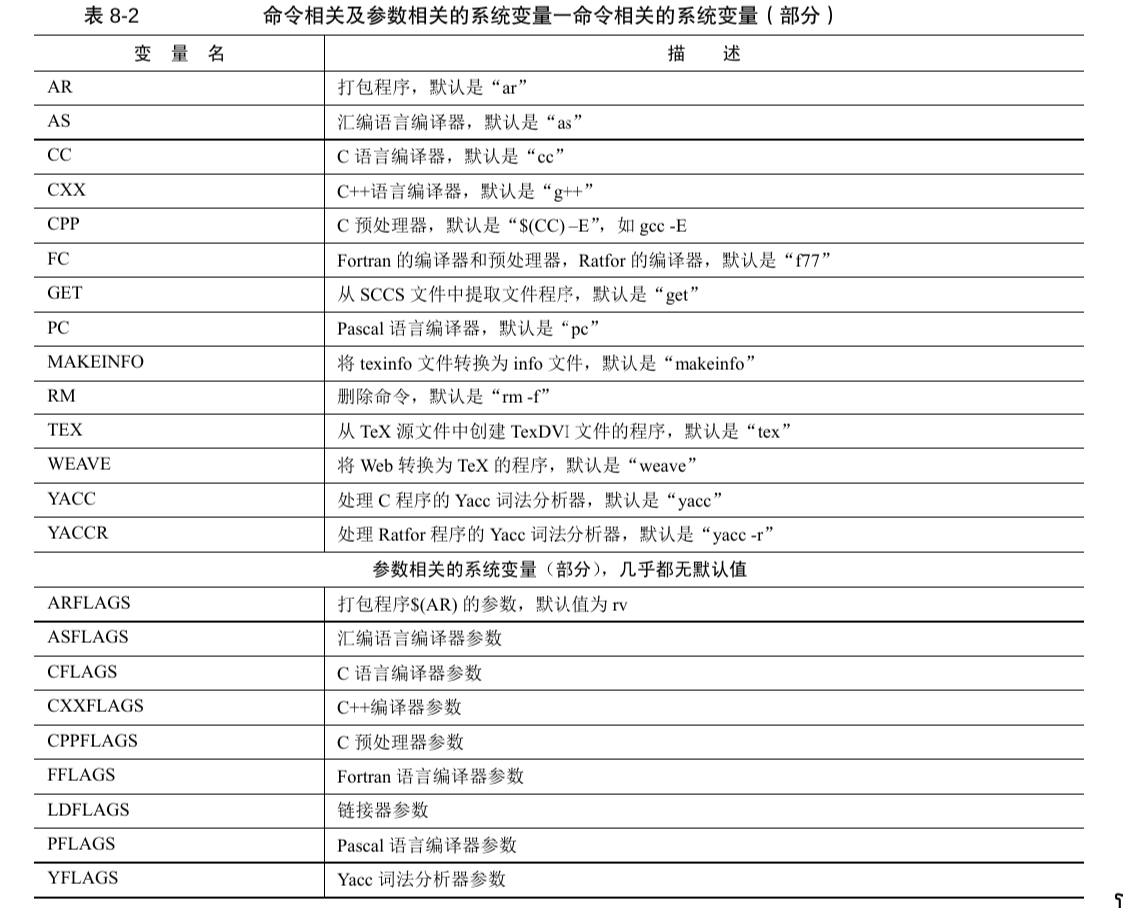 表 8-2 命令相关及参数相关的系统变量—命令相关的系统变量（部分）
变 量 名 描 述
AR 打包程序，默认是“ar”
AS 汇编语言编译器，默认是“as”
CC C 语言编译器，默认是“cc”
CXX C++语言编译器，默认是“g++”
CPP C 预处理器，默认是“$(CC) –E”，如 gcc -E
FC Fortran 的编译器和预处理器，Ratfor 的编译器，默认是“f77”
GET 从 SCCS 文件中提取文件程序，默认是“get”
PC Pascal 语言编译器，默认是“pc”
MAKEINFO 将 texinfo 文件转换为 info 文件，默认是“makeinfo”
RM 删除命令，默认是“rm -f”
TEX 从 TeX 源文件中创建 TexDVI 文件的程序，默认是“tex”
WEAVE 将 Web 转换为 TeX 的程序，默认是“weave”
YACC 处理 C 程序的 Yacc 词法分析器，默认是“yacc”
YACCR 处理 Ratfor 程序的 Yacc 词法分析器，默认是“yacc -r”
参数相关的系统变量（部分），几乎都无默认值
ARFLAGS 打包程序$(AR) 的参数，默认值为 rv
ASFLAGS 汇编语言编译器参数
CFLAGS C 语言编译器参数
CXXFLAGS C++编译器参数
CPPFLAGS C 预处理器参数
FFLAGS Fortran 语言编译器参数
LDFLAGS 链接器参数
PFLAGS Pascal 语言编译器参数
YFLAGS Yacc 词法分析器参数